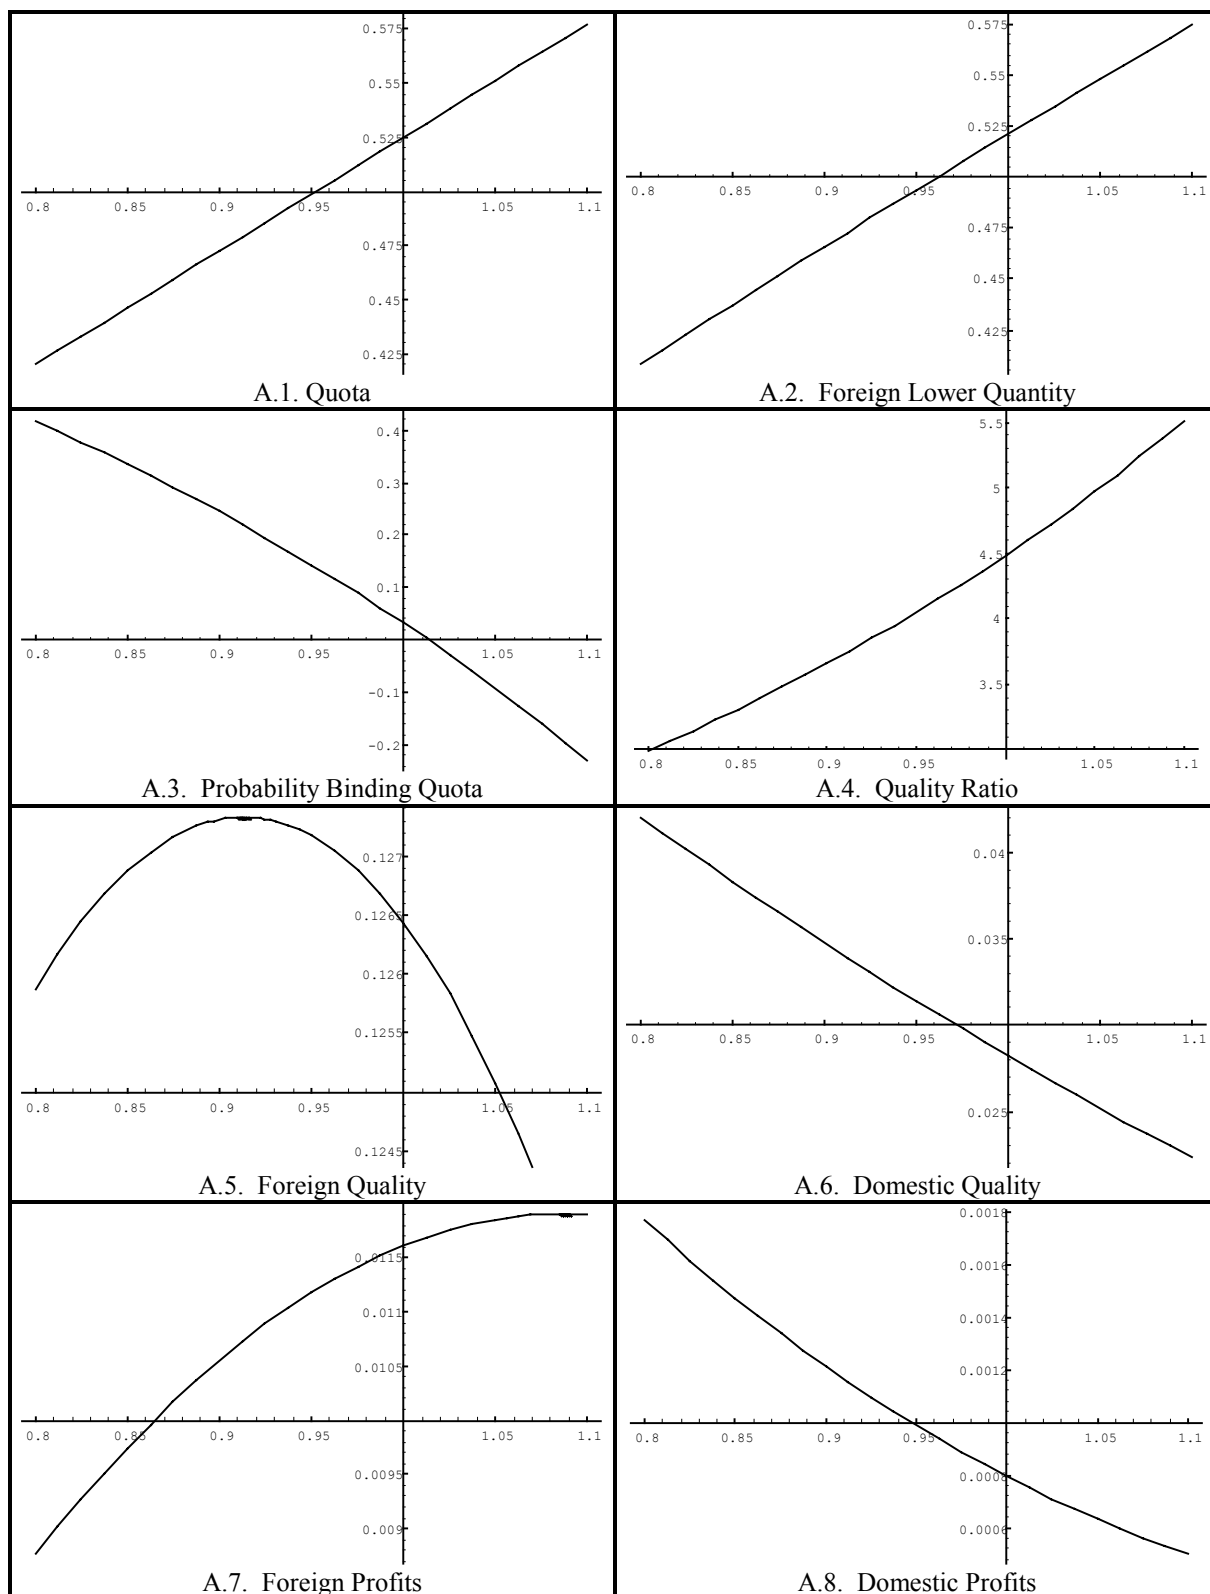 0.575
0.55
0.525
0.8 0.85 0.9 0.95 1.05 1.1
0.475
0.45
0.425
A.1. Quota
0.575
0.55
0.525
0.8 0.85 0.9 0.95 1.05 1.1
0.475
0.45
0.425
A.2. Foreign Lower Quantity
0.4
0.3
0.2
0.1
0.8 0.85 0.9 0.95 1.05 1.1
-0.1
-0.2
A.3. Probability Binding Quota
5.5
5
4.5
4
3.5
0.8 0.85 0.9 0.95 1.05 1.1
A.4. Quality Ratio
0.127
0.1265
0.126
0.1255
0.8 0.85 0.9 0.95 1.05 1.1
0.1245
A.5. Foreign Quality
0.04
0.035
0.8 0.85 0.9 0.95 1.05 1.1
0.025
A.6. Domestic Quality
0.0115
0.011
0.0105
0.8 0.85 0.9 0.95 1.05 1.1
0.0095
0.009
A.7. Foreign Profits
0.0018
0.0016
0.0014
0.0012
0.8 0.85 0.9 0.95 1.05 1.1
0.0008
0.0006
A.8. Domestic Profits